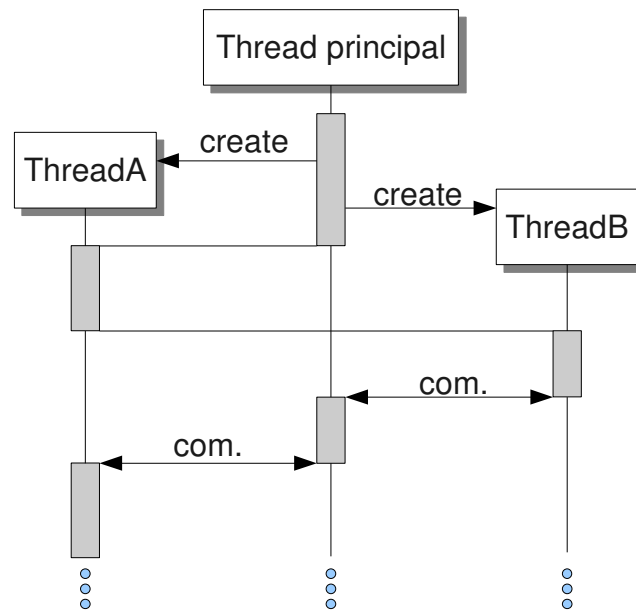 Thread principal
create
ThreadA
create
ThreadB
com.
com.